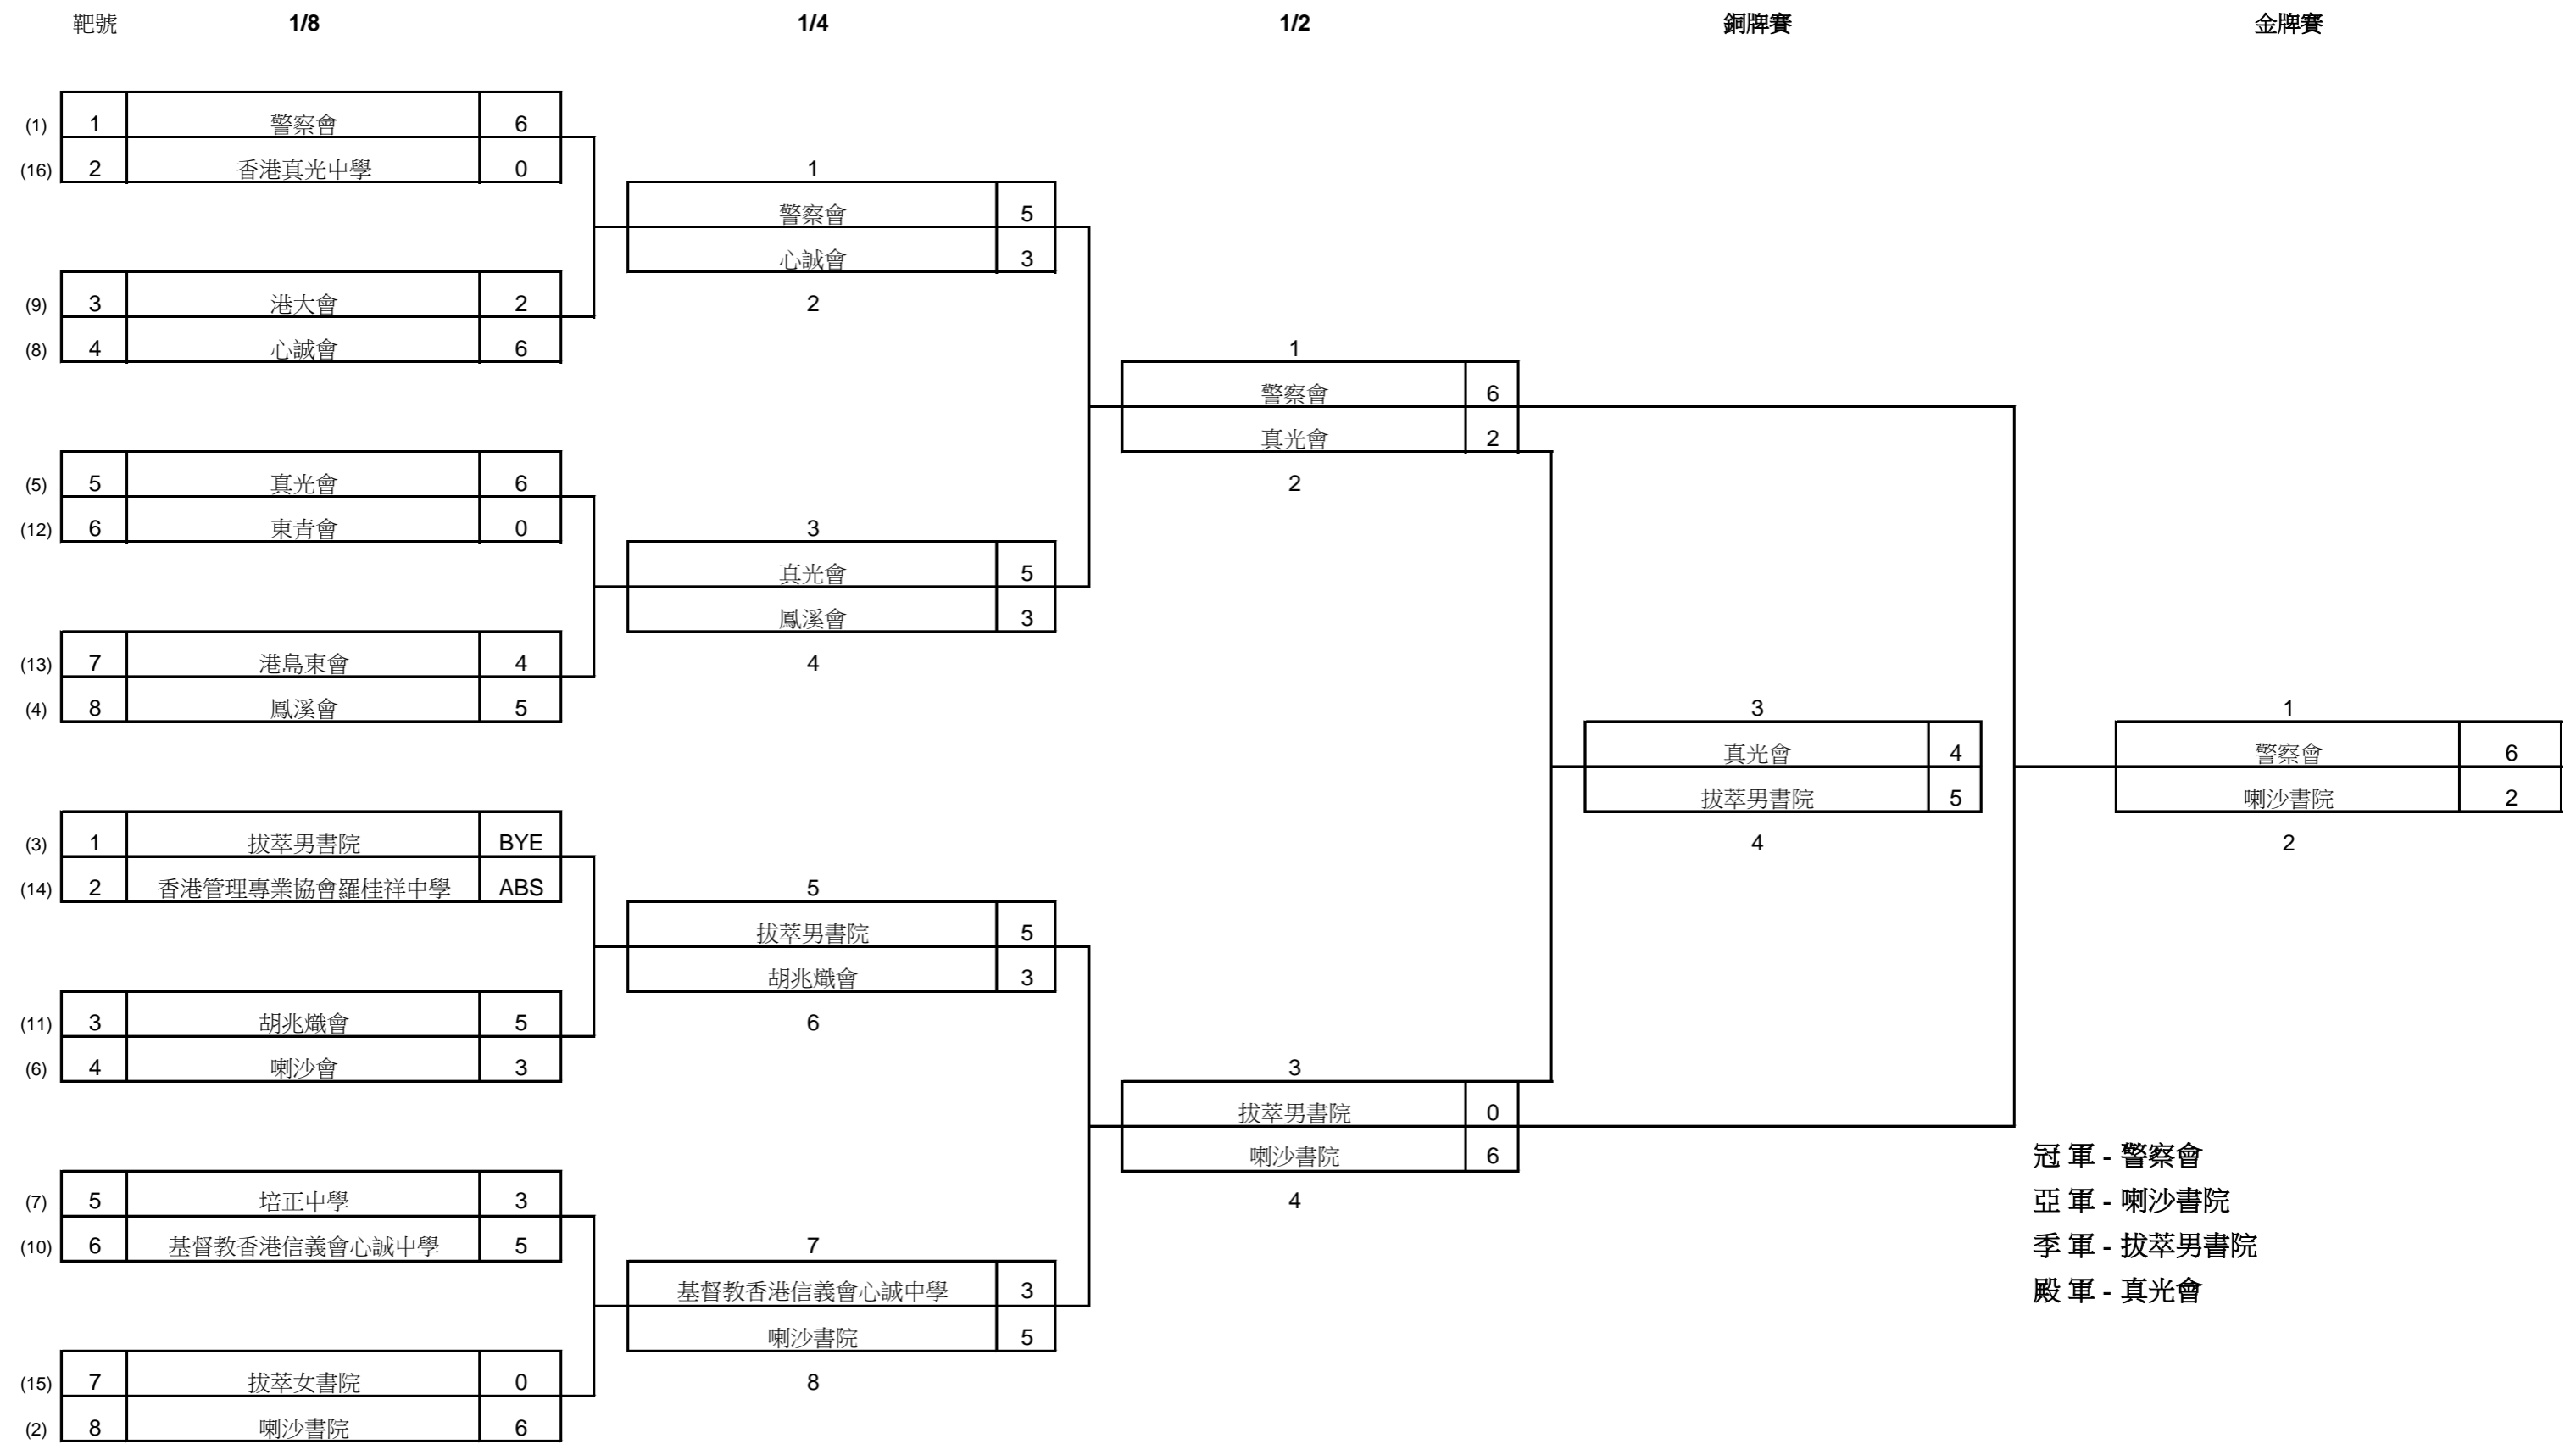 靶號 1/8 1/4 1/2 銅牌賽 金牌賽
(1) 1 警察會 6
(16) 2 香港真光中學 0 1
警察會 5
心誠會 3
(9) 3 港大會 2 2
(8) 4 心誠會 6 1
警察會 6
真光會 2
(5) 5 真光會 6 2
(12) 6 東青會 0 3
真光會 5
鳳溪會 3
(13) 7 港島東會 4 4
(4) 8 鳳溪會 5 3 1
真光會 4 警察會 6
拔萃男書院 5 喇沙書院 2
(3) 1 拔萃男書院 BYE 4 2
(14) 2 香港管理專業協會羅桂祥中學 ABS 5
拔萃男書院 5
胡兆熾會 3
(11) 3 胡兆熾會 5 6
(6) 4 喇沙會 3 3
拔萃男書院 0
喇沙書院 6
冠 軍 - 警察會
(7) 5 培正中學 3 4 亞 軍 - 喇沙書院
(10) 6 基督教香港信義會心誠中學 5 7 季 軍 - 拔萃男書院
基督教香港信義會心誠中學 3 殿 軍 - 真光會
喇沙書院 5
(15) 7 拔萃女書院 0 8
(2) 8 喇沙書院 6